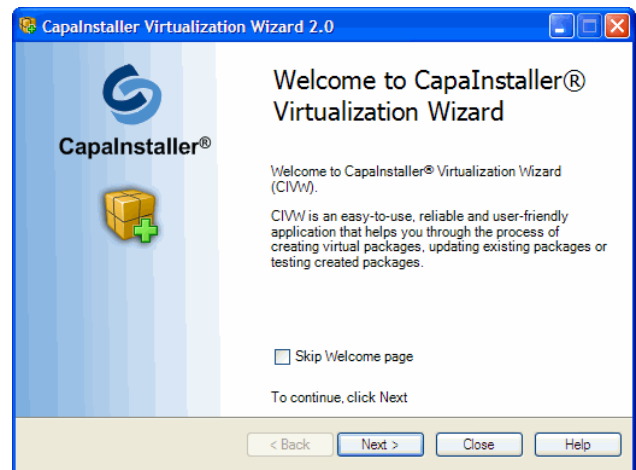 CapaInstaller Virtualization Wizard 2.0
CapaInstaller®
Welcome to CapaInstaller®
Virtualization Wizard
Welcome to CapaInstaller® Virtualization Wizard
(CIVW).
CIVW is an easy-to-use, reliable and user-friendly
application that helps you through the process of
creating virtual packages, updating existing packages or
testing created packages.
Skip Welcome page
To continue, click Next
< Back
Next >
Close
Help